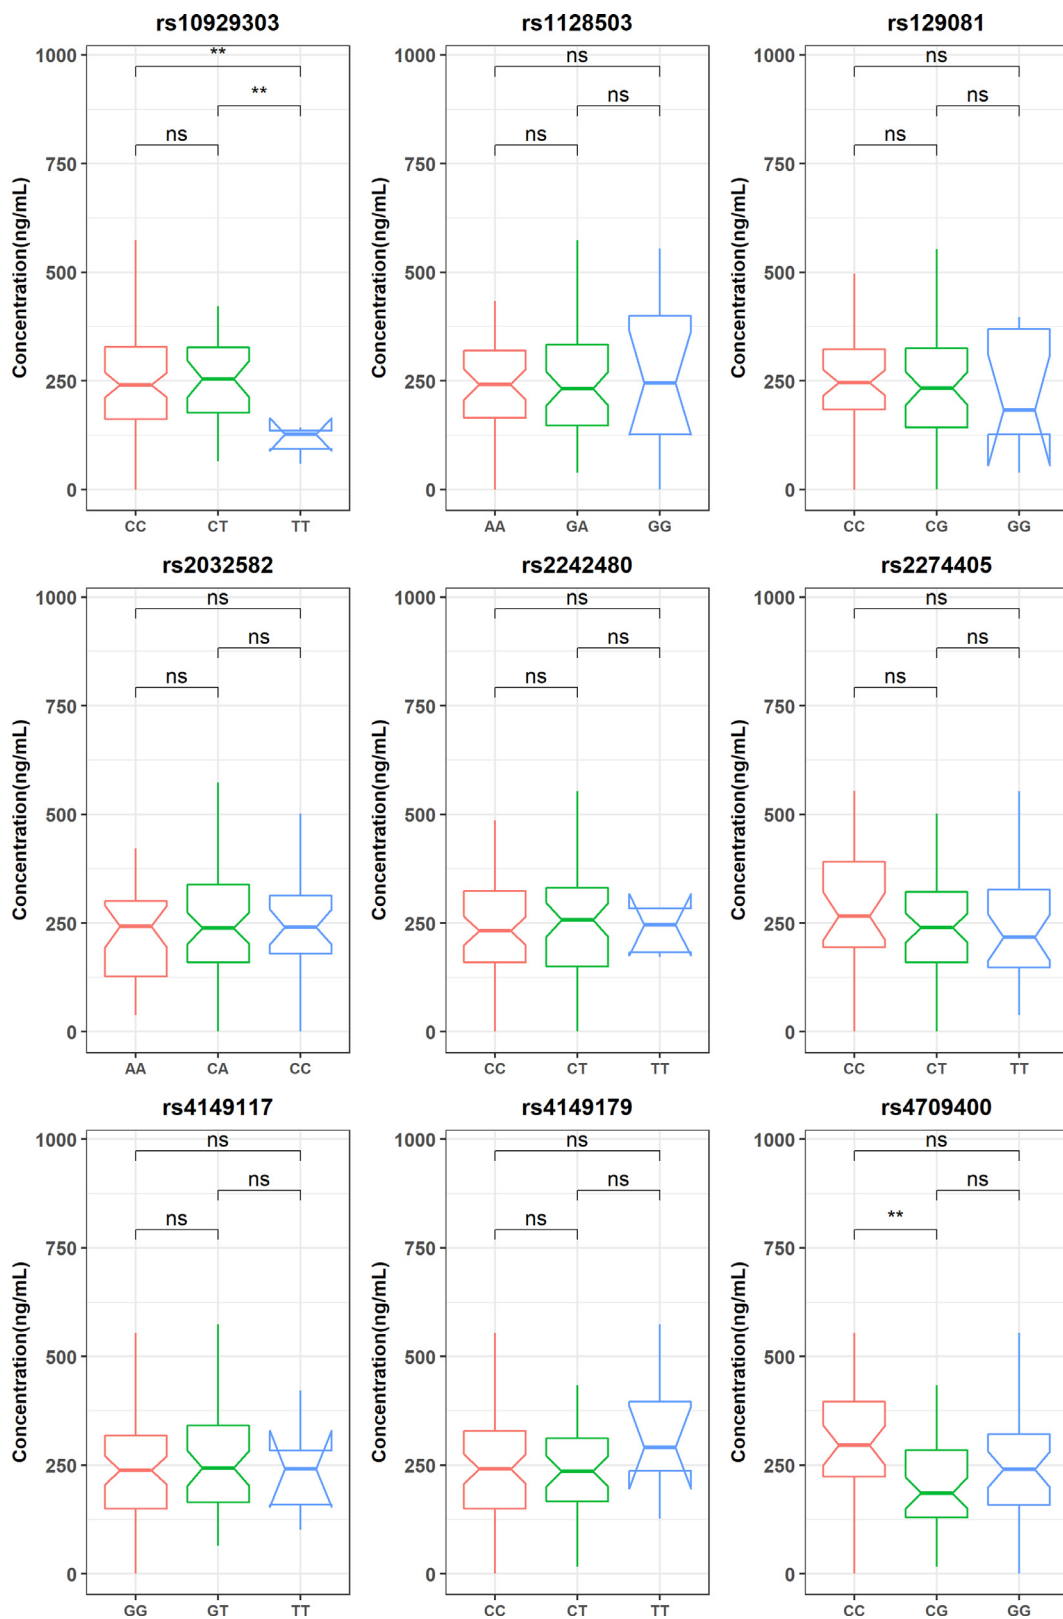 rs10929303 rs1128503 rs129081
1000 ** 1000 ns 1000 ns
** ns ns
ns ns ns
750 750 750
Concentration(ng/mL) Concentration(ng/mL) Concentration(ng/mL)
500 500 500
250 250 250
0 0 0
CC CT TT AA GA GG CC CG GG
rs2032582 rs2242480 rs2274405
1000 ns 1000 ns 1000 ns
ns ns ns
ns ns ns
750 750 750
Concentration(ng/mL) Concentration(ng/mL) Concentration(ng/mL)
500 500 500
250 250 250
0 0 0
AA CA CC CC CT TT CC CT TT
rs4149117 rs4149179 rs4709400
1000 ns 1000 ns 1000 ns
ns ns ns
ns ns **
750 750 750
Concentration(ng/mL) Concentration(ng/mL) Concentration(ng/mL)
500 500 500
250 250 250
0 0 0
GG GT TT CC CT TT CC CG GG